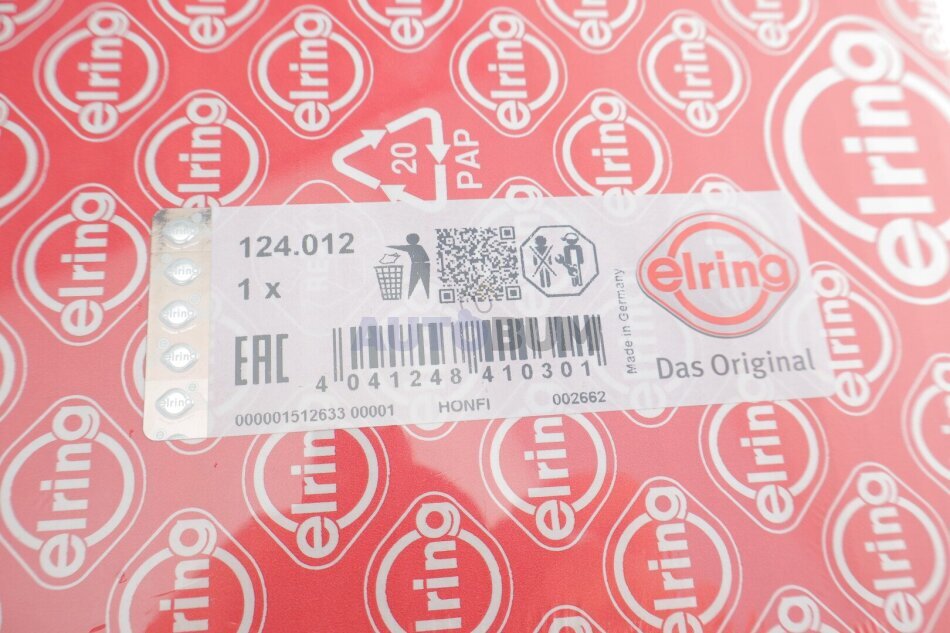 elring
20
PAP
124.012
1 x
EAC
AUTOBUM
4 041248 410301
000001512633 00001
HONFI
002662
Made in Germany
elring
Das Original